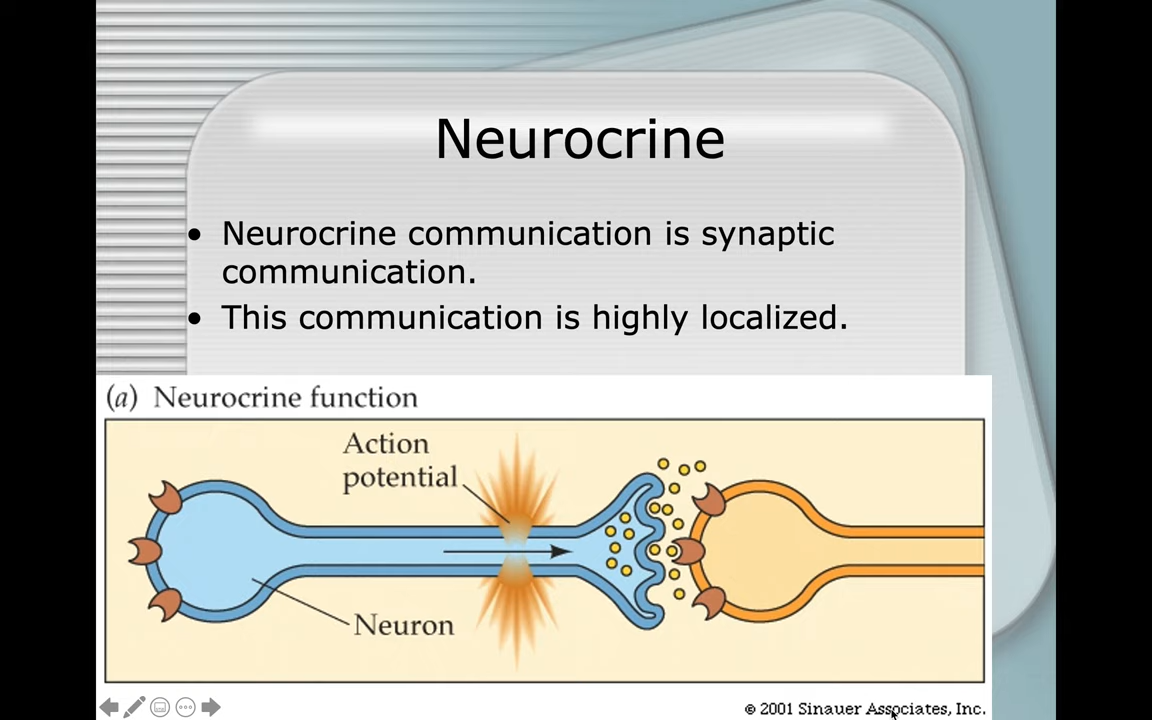 Neurocrine
• Neurocrine communication is synaptic
communication.
• This communication is highly localized.
(a) Neurocrine function
Action
potential
Neuron
© 2001 Sinauer Associates, Inc.